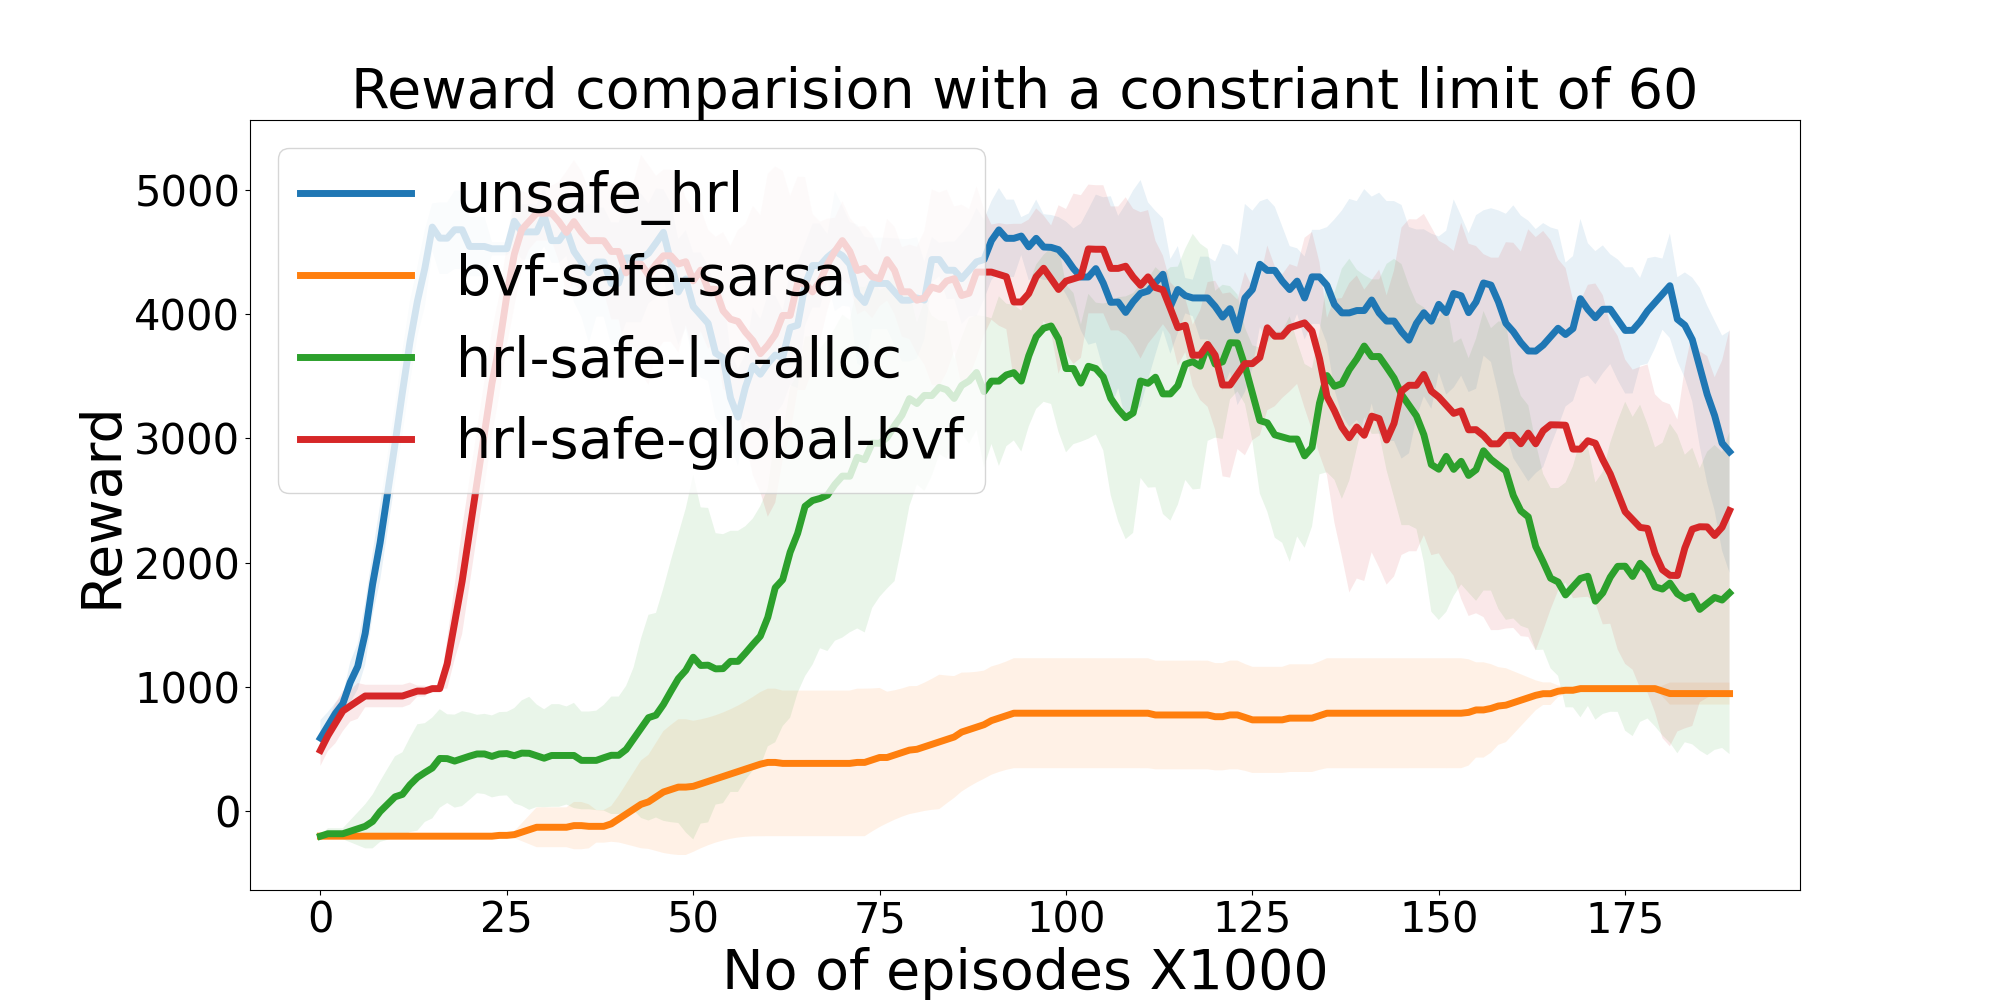 Reward comparision with a constriant limit of 60
unsafe_hrl
bvf-safe-sarsa
hrl-safe-l-c-alloc
hrl-safe-global-bvf
Reward
5000
4000
3000
2000
1000
0
0 25 50 75 100 125 150 175
No of episodes X1000